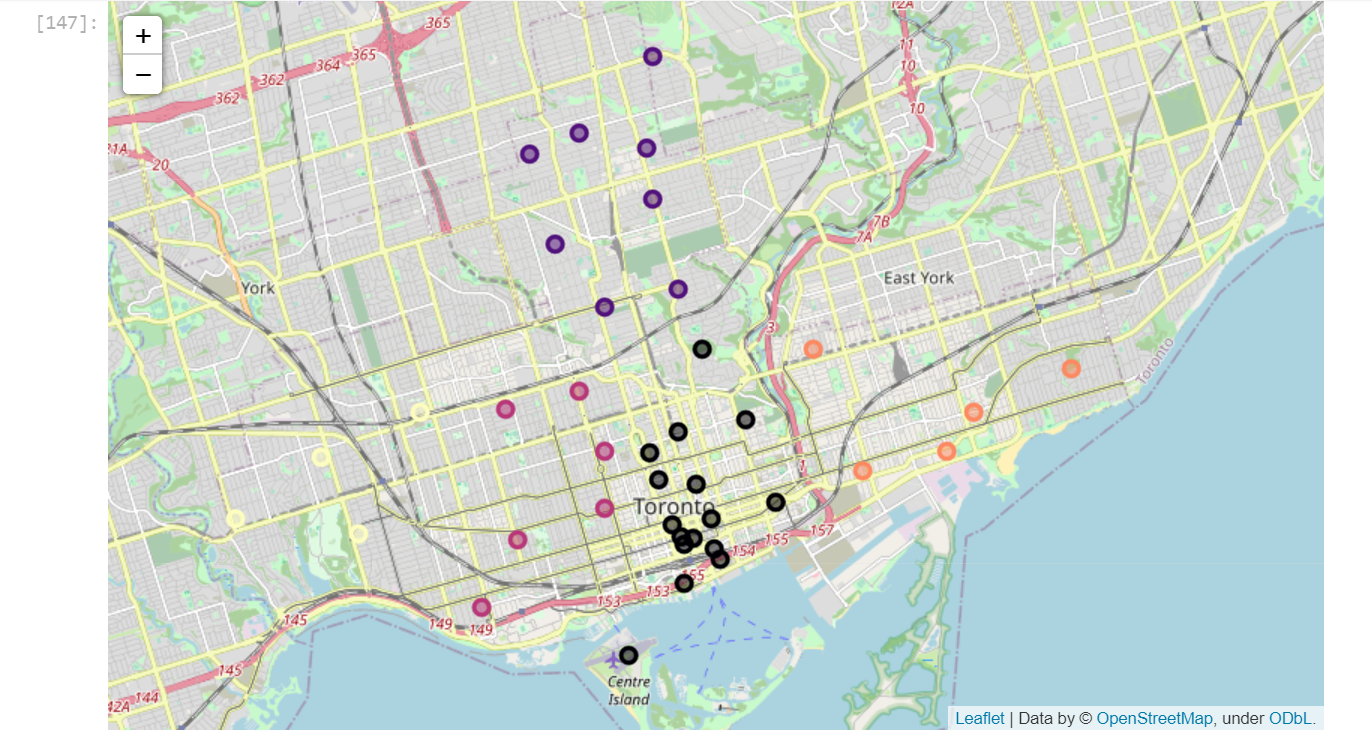 [147]:
+
−
365
365
364
362
362
12A
11
10
10
21A
20
7B
7A
York
East York
3
Toronto
1
Toronto
157
155
154
155
153
153
149
149
145
145
144
42A
Centre
Island
Leaflet | Data by © OpenStreetMap, under ODbL.